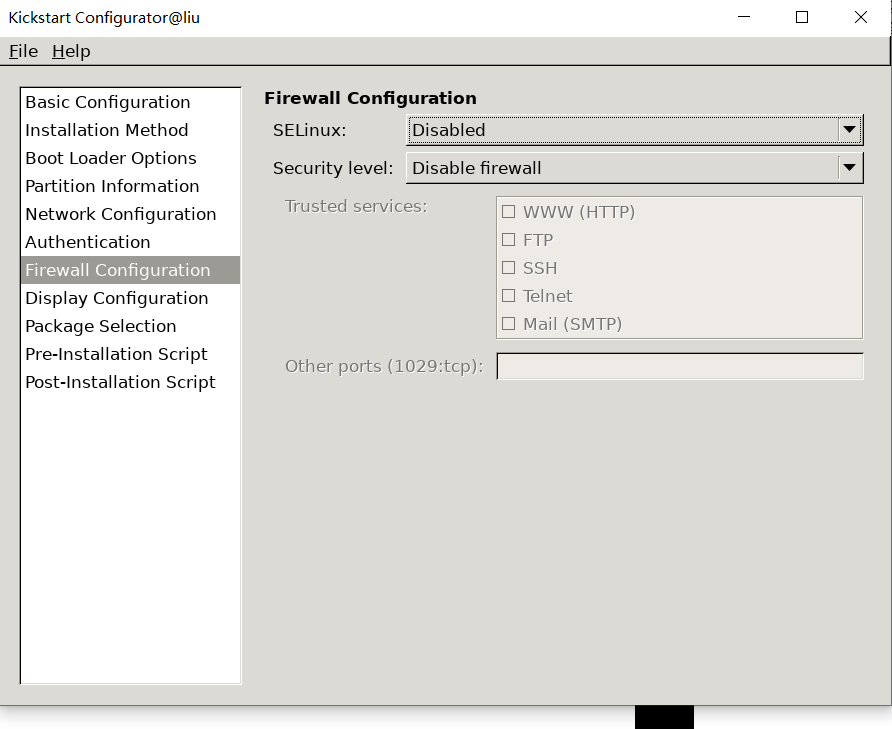 Kickstart Configurator@liu
File Help
Basic Configuration
Installation Method
Boot Loader Options
Partition Information
Network Configuration
Authentication
Firewall Configuration
Display Configuration
Package Selection
Pre-Installation Script
Post-Installation Script
Firewall Configuration
SELinux: Disabled
Security level: Disable firewall
Trusted services:
WWW (HTTP)
FTP
SSH
Telnet
Mail (SMTP)
Other ports (1029:tcp):